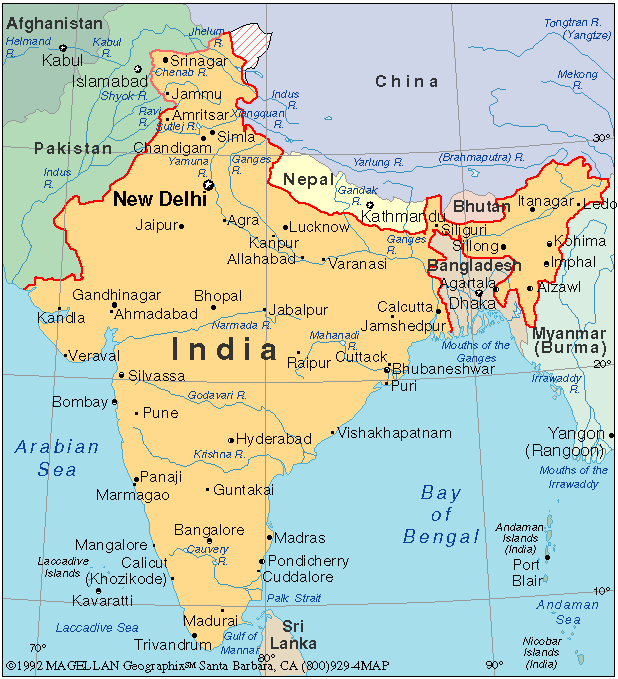 Afghanistan
Helmand
R.
Kabul
Kabul
R.
Jhelum
R.
Tongtran R.
(Yangtze)
Islamabad
Srinagar
Chenab R.
China
Mekong
R.
Shyok R.
Jammu
Indus
R.
Ravi
R.
Amritsar
Xiangquan
R.
Sutlej R.
Simla
Pakistan
Chandigam
30°
Yamuna
R.
Ganges
R.
Yarlung R.
(Brahmaputra) R.
Indus
R.
Nepal
New Delhi
Gandak
R.
Kathmandu
Bhutan
Itanagar
Ledo
Jaipur
Agra
Lucknow
Siliguri
Kanpur
Ganges
R.
Sillong
Kohima
Allahabad
Varanasi
Bangladesh
Imphal
Agartala
Aizawl
Gandhinagar
Bhopal
Dhaka
Kandla
Ahmadabad
Jabalpur
Calcutta
Narmada R.
Jamshedpur
Mahanadi
R.
Myanmar
(Burma)
India
Mouths of the
Ganges
Veraval
Raipur
Cuttack
20°
Silvassa
Bhubaneshwar
Irrawaddy
R.
Puri
Godavari R.
Bombay
Pune
Vishakhapatnam
Yangon
(Rangoon)
Hyderabad
Arabian
Sea
Krishna R.
Mouths of the
Irrawaddy
Panaji
Marmagao
Guntakai
Bay
of
Bengal
Bangalore
Madras
Andaman
Islands
(India)
Mangalore
Cauvery
R.
Laccadive
Islands
Calicut
(Khozikode)
Pondicherry
Cuddalore
Port
Blair
Kavaratti
10°
Palk Strait
Andaman
Sea
Madurai
Laccadive Sea
Sri
Lanka
Trivandrum
Gulf of
Mannar
Nicobar
Islands
(India)
70°
80°
90°
©1992 MAGELLAN Geographix℠ Santa Barbara, CA (800)929-4MAP